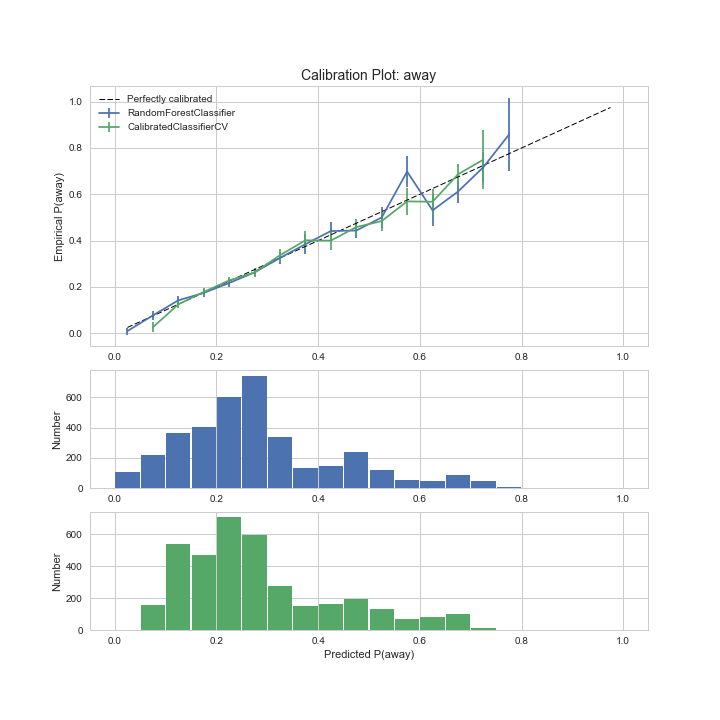 Calibration Plot: away
Perfectly calibrated
RandomForestClassifier
CalibratedClassifierCV
Empirical P(away)
1.0
0.8
0.6
0.4
0.2
0.0
0.0 0.2 0.4 0.6 0.8 1.0
Number
600
400
200
0
0.0 0.2 0.4 0.6 0.8 1.0
Number
600
400
200
0
0.0 0.2 0.4 0.6 0.8 1.0
Predicted P(away)